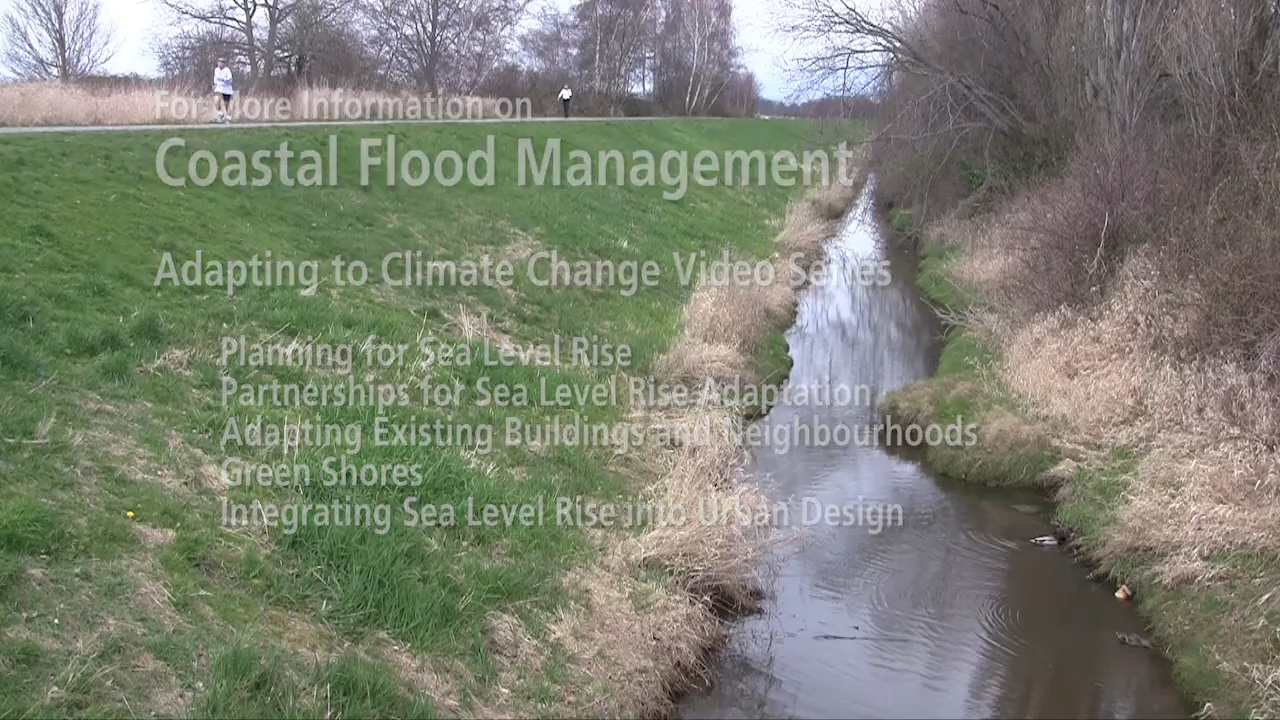 For More Information on
Coastal Flood Management
Adapting to Climate Change Video Series
Planning for Sea Level Rise
Partnerships for Sea Level Rise Adaptation
Adapting Existing Buildings and Neighbourhoods
Green Shores
Integrating Sea Level Rise into Urban Design